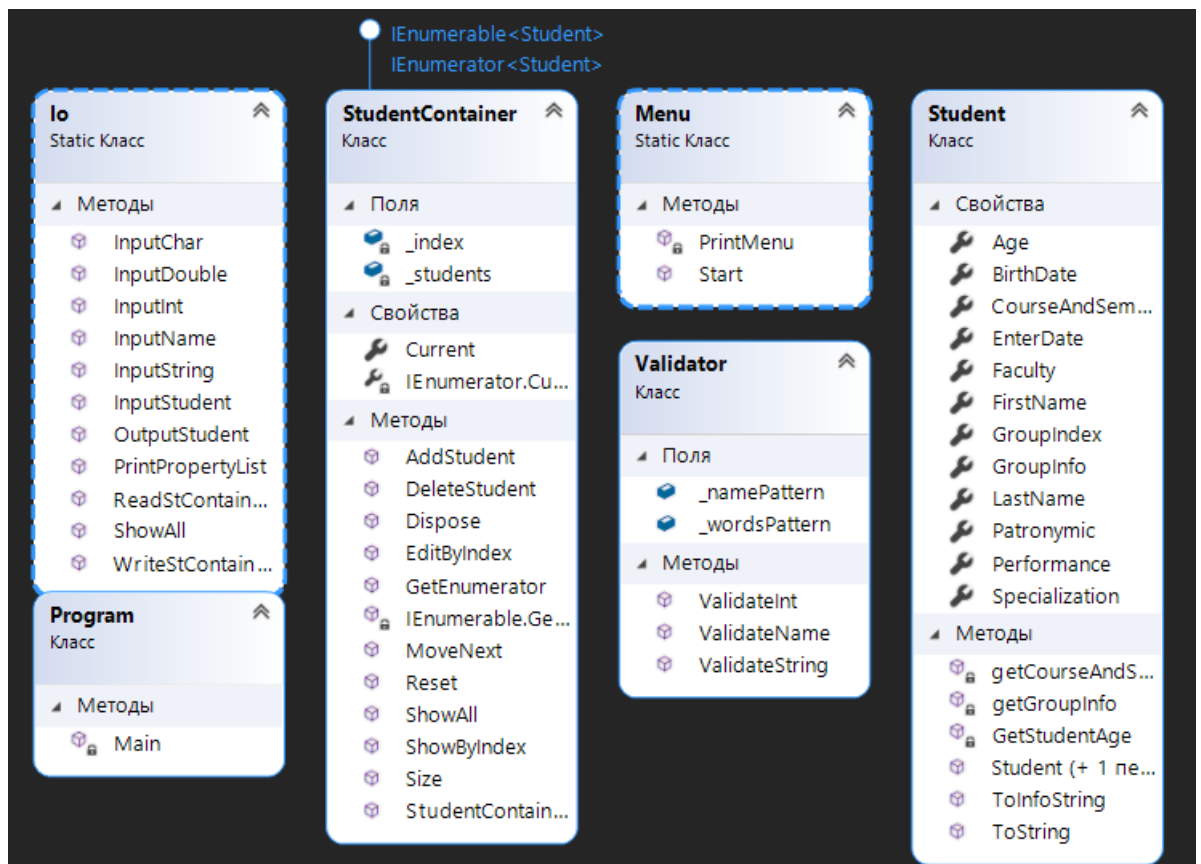 IEnumerable<Student>
IEnumerator<Student>
Io
Static Класс
Методы
InputChar
InputDouble
InputInt
InputName
InputString
InputStudent
OutputStudent
PrintPropertyList
ReadStContain...
ShowAll
WriteStContain...
Program
Класс
Методы
Main
StudentContainer
Класс
Поля
_index
_students
Свойства
Current
IEnumerator.Cu...
Методы
AddStudent
DeleteStudent
Dispose
EditByIndex
GetEnumerator
IEnumerable.Ge...
MoveNext
Reset
ShowAll
ShowByIndex
Size
StudentContain...
Menu
Static Класс
Методы
PrintMenu
Start
Validator
Класс
Поля
_namePattern
_wordsPattern
Методы
ValidateInt
ValidateName
ValidateString
Student
Класс
Свойства
Age
BirthDate
CourseAndSem...
EnterDate
Faculty
FirstName
GroupIndex
GroupInfo
LastName
Patronymic
Performance
Specialization
Методы
getCourseAndS...
getGroupInfo
GetStudentAge
Student (+ 1 пе...
ToInfoString
ToString